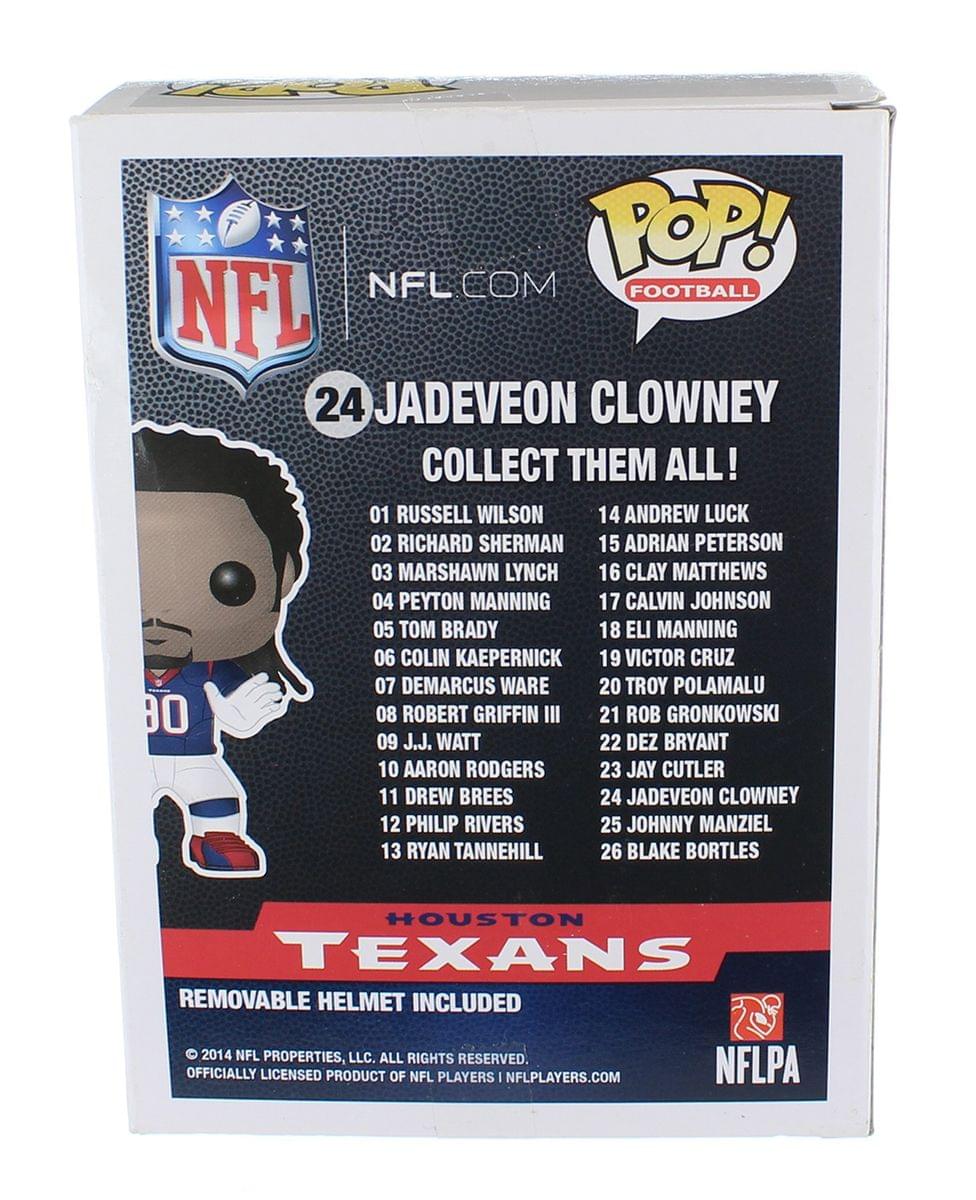 POP!
NFL
NFL.COM
POP!
FOOTBALL
24 JADEVEON CLOWNEY
COLLECT THEM ALL!
01 RUSSELL WILSON
02 RICHARD SHERMAN
03 MARSHAWN LYNCH
04 PEYTON MANNING
05 TOM BRADY
06 COLIN KAEPERNICK
07 DEMARCUS WARE
08 ROBERT GRIFFIN III
09 J.J. WATT
10 AARON RODGERS
11 DREW BREES
12 PHILIP RIVERS
13 RYAN TANNEHILL
14 ANDREW LUCK
15 ADRIAN PETERSON
16 CLAY MATTHEWS
17 CALVIN JOHNSON
18 ELI MANNING
19 VICTOR CRUZ
20 TROY POLAMALU
21 ROB GRONKOWSKI
22 DEZ BRYANT
23 JAY CUTLER
24 JADEVEON CLOWNEY
25 JOHNNY MANZIEL
26 BLAKE BORTLES
TEXANS
90
HOUSTON
TEXANS
REMOVABLE HELMET INCLUDED
© 2014 NFL PROPERTIES, LLC. ALL RIGHTS RESERVED.
OFFICIALLY LICENSED PRODUCT OF NFL PLAYERS | NFLPLAYERS.COM
NFLPA